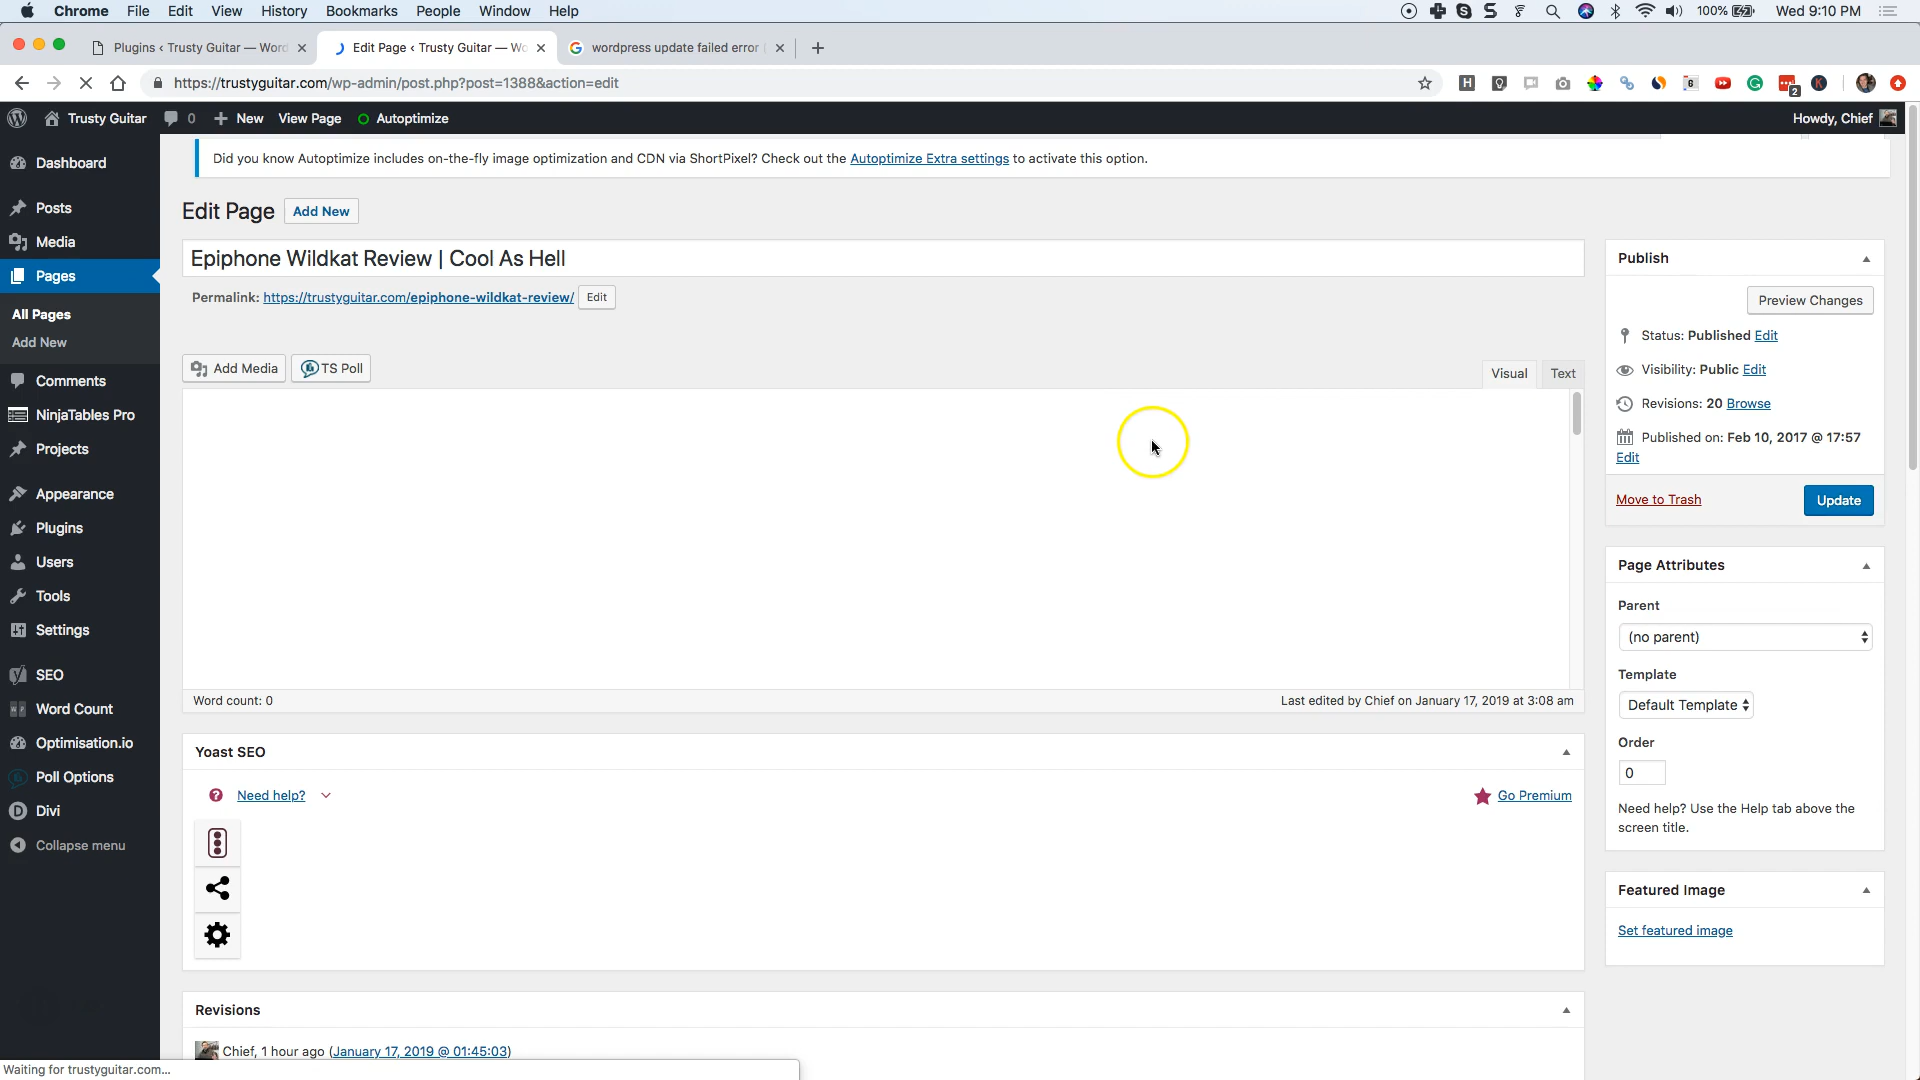 Chrome File Edit View History Bookmarks People Window Help 100% Wed 9:10 PM
Plugins ‹ Trusty Guitar — Word Edit Page ‹ Trusty Guitar — Wo wordpress update failed error
https://trustyguitar.com/wp-admin/post.php?post=1388&action=edit
Trusty Guitar 0 New View Page Autoptimize Howdy, Chief
Did you know Autoptimize includes on-the-fly image optimization and CDN via ShortPixel? Check out the Autoptimize Extra settings to activate this option.
Dashboard
Posts
Media
Pages
All Pages
Add New
Comments
NinjaTables Pro
Projects
Appearance
Plugins
Users
Tools
Settings
SEO
Word Count
Optimisation.io
Poll Options
Divi
Collapse menu
Edit Page Add New
Epiphone Wildkat Review | Cool As Hell
Permalink: https://trustyguitar.com/epiphone-wildkat-review/ Edit
Add Media TS Poll Visual Text
Word count: 0 Last edited by Chief on January 17, 2019 at 3:08 am
Yoast SEO
Need help? Go Premium
Revisions
Chief, 1 hour ago (January 17, 2019 @ 01:45:03)
Publish
Preview Changes
Status: Published Edit
Visibility: Public Edit
Revisions: 20 Browse
Published on: Feb 10, 2017 @ 17:57
Edit
Move to Trash Update
Page Attributes
Parent
(no parent)
Template
Default Template
Order
0
Need help? Use the Help tab above the
screen title.
Featured Image
Set featured image
Waiting for trustyguitar.com...